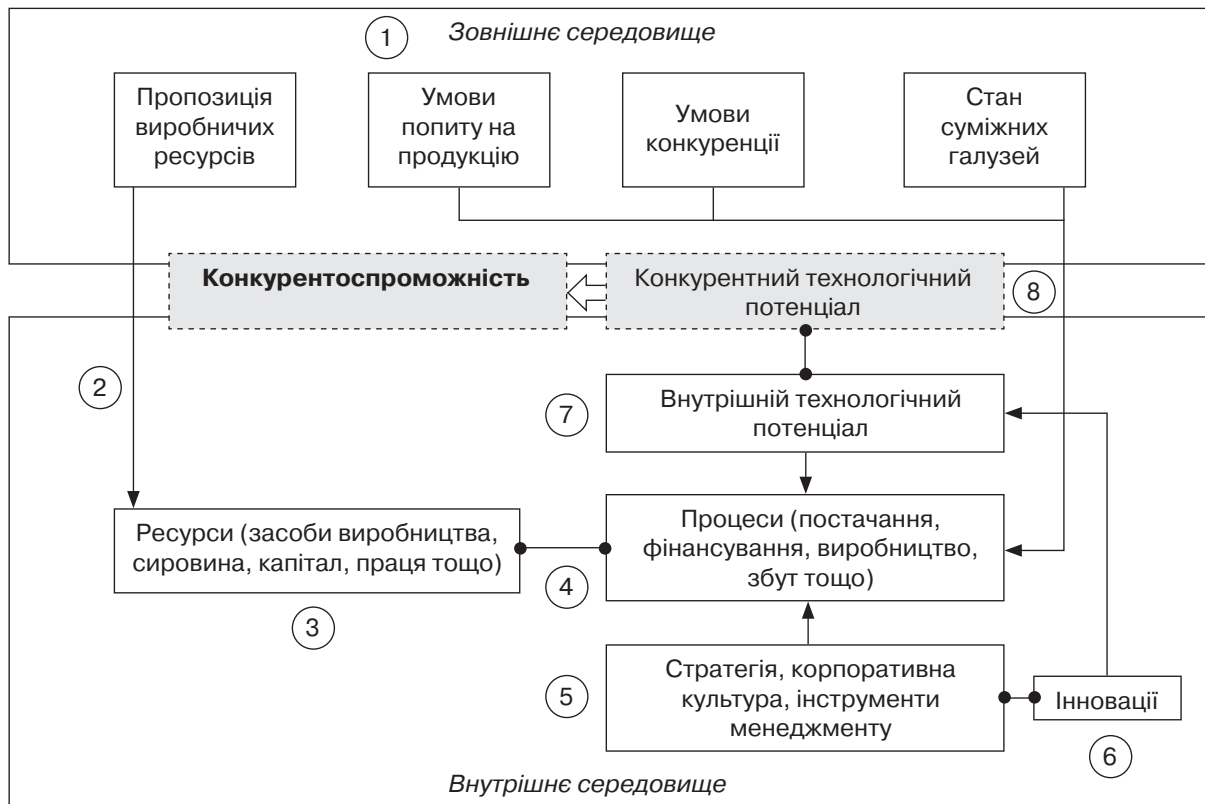 1
Зовнішнє середовище
Пропозиція
виробничих
ресурсів
Умови
попиту на
продукцію
Умови
конкуренції
Стан
суміжних
галузей
Конкурентоспроможність
Конкурентний технологічний
потенціал
8
2
7
Внутрішній технологічний
потенціал
Ресурси (засоби виробництва,
сировина, капітал, праця тощо)
3
4
Процеси (постачання,
фінансування, виробництво,
збут тощо)
5
Стратегія, корпоративна
культура, інструменти
менеджменту
Інновації
6
Внутрішнє середовище